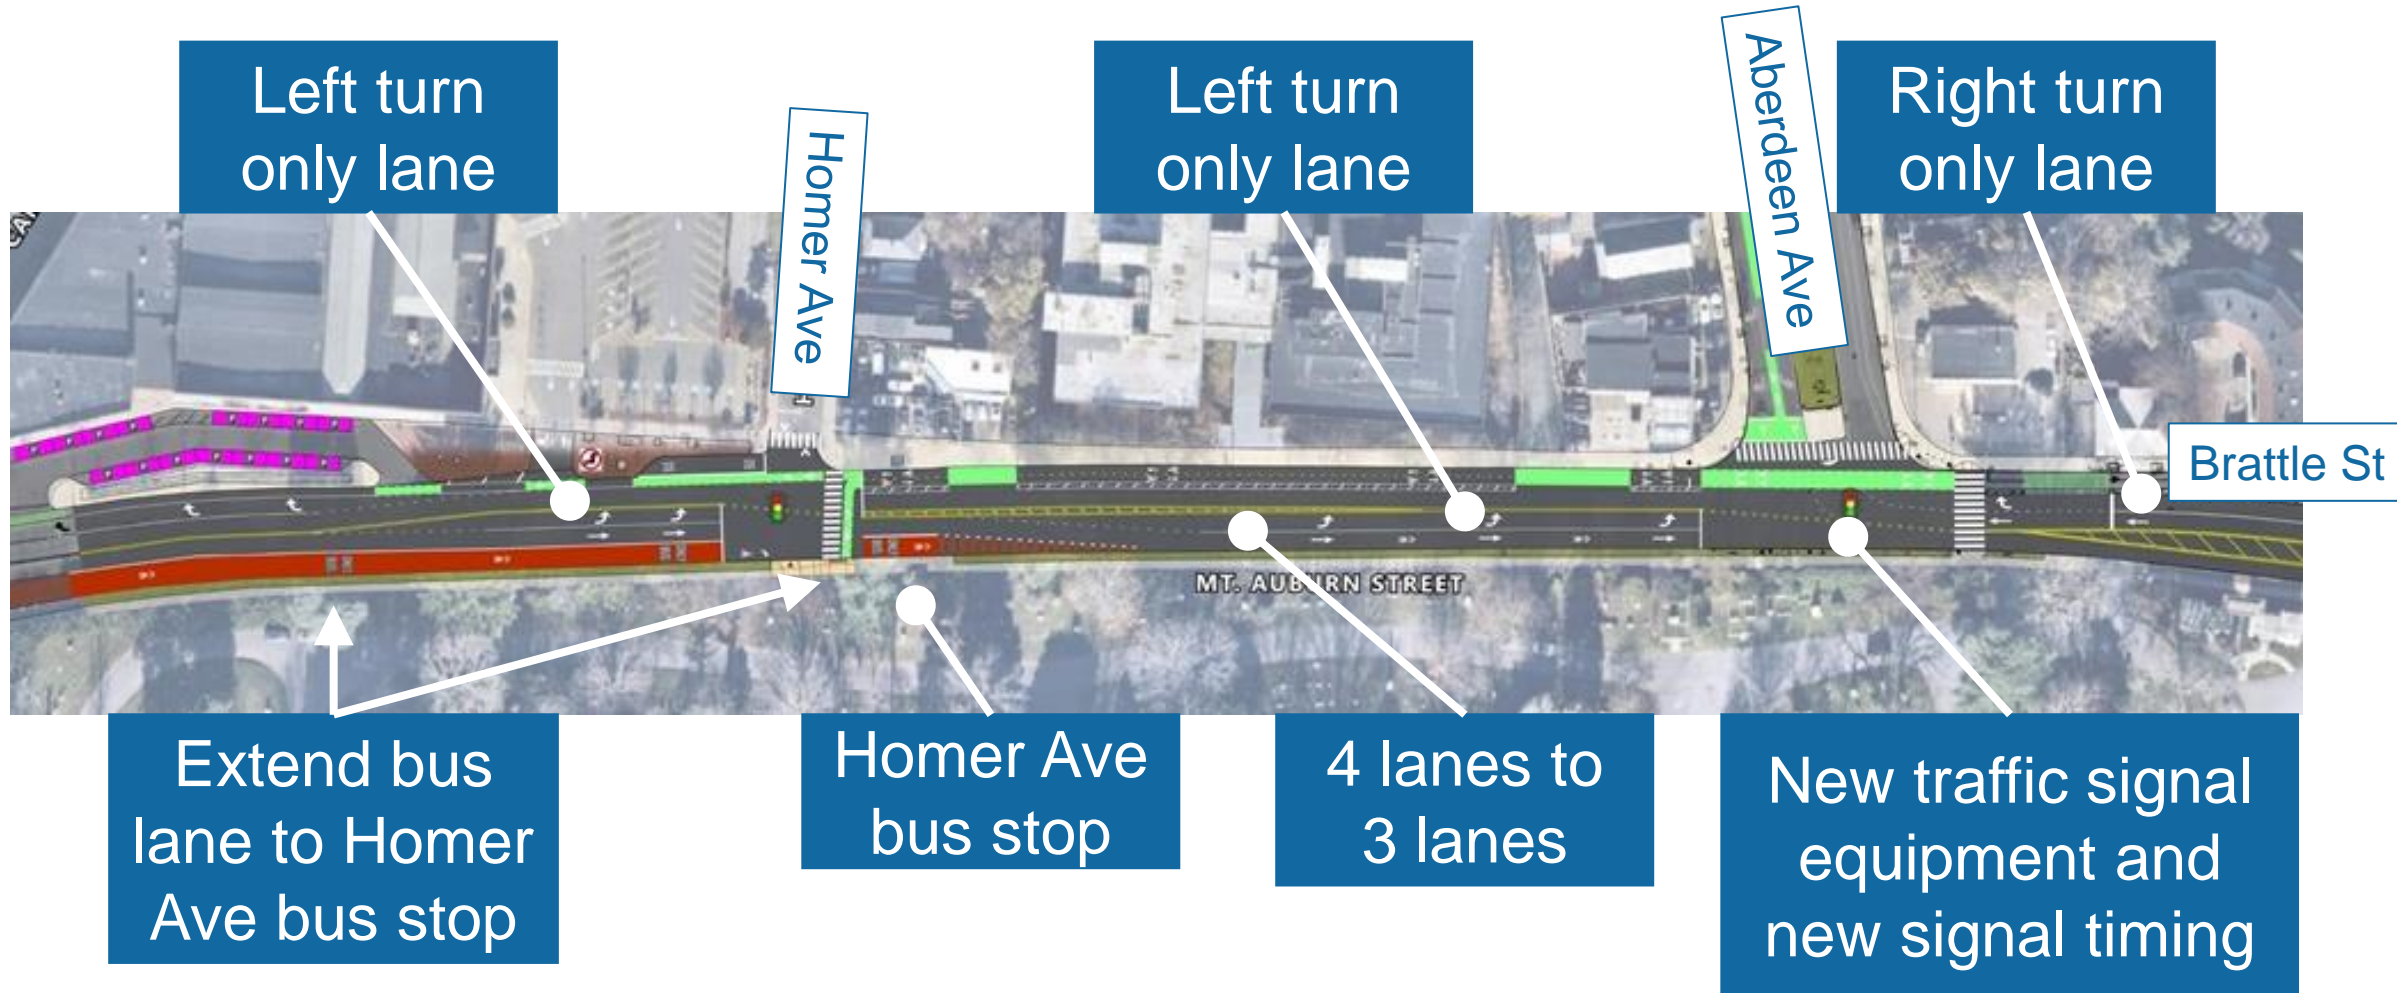 Left turn
only lane
Homer Ave
Left turn
only lane
Aberdeen Ave
Right turn
only lane
Brattle St
MT. AUBURN STREET
Extend bus
lane to Homer
Ave bus stop
Homer Ave
bus stop
4 lanes to
3 lanes
New traffic signal
equipment and
new signal timing